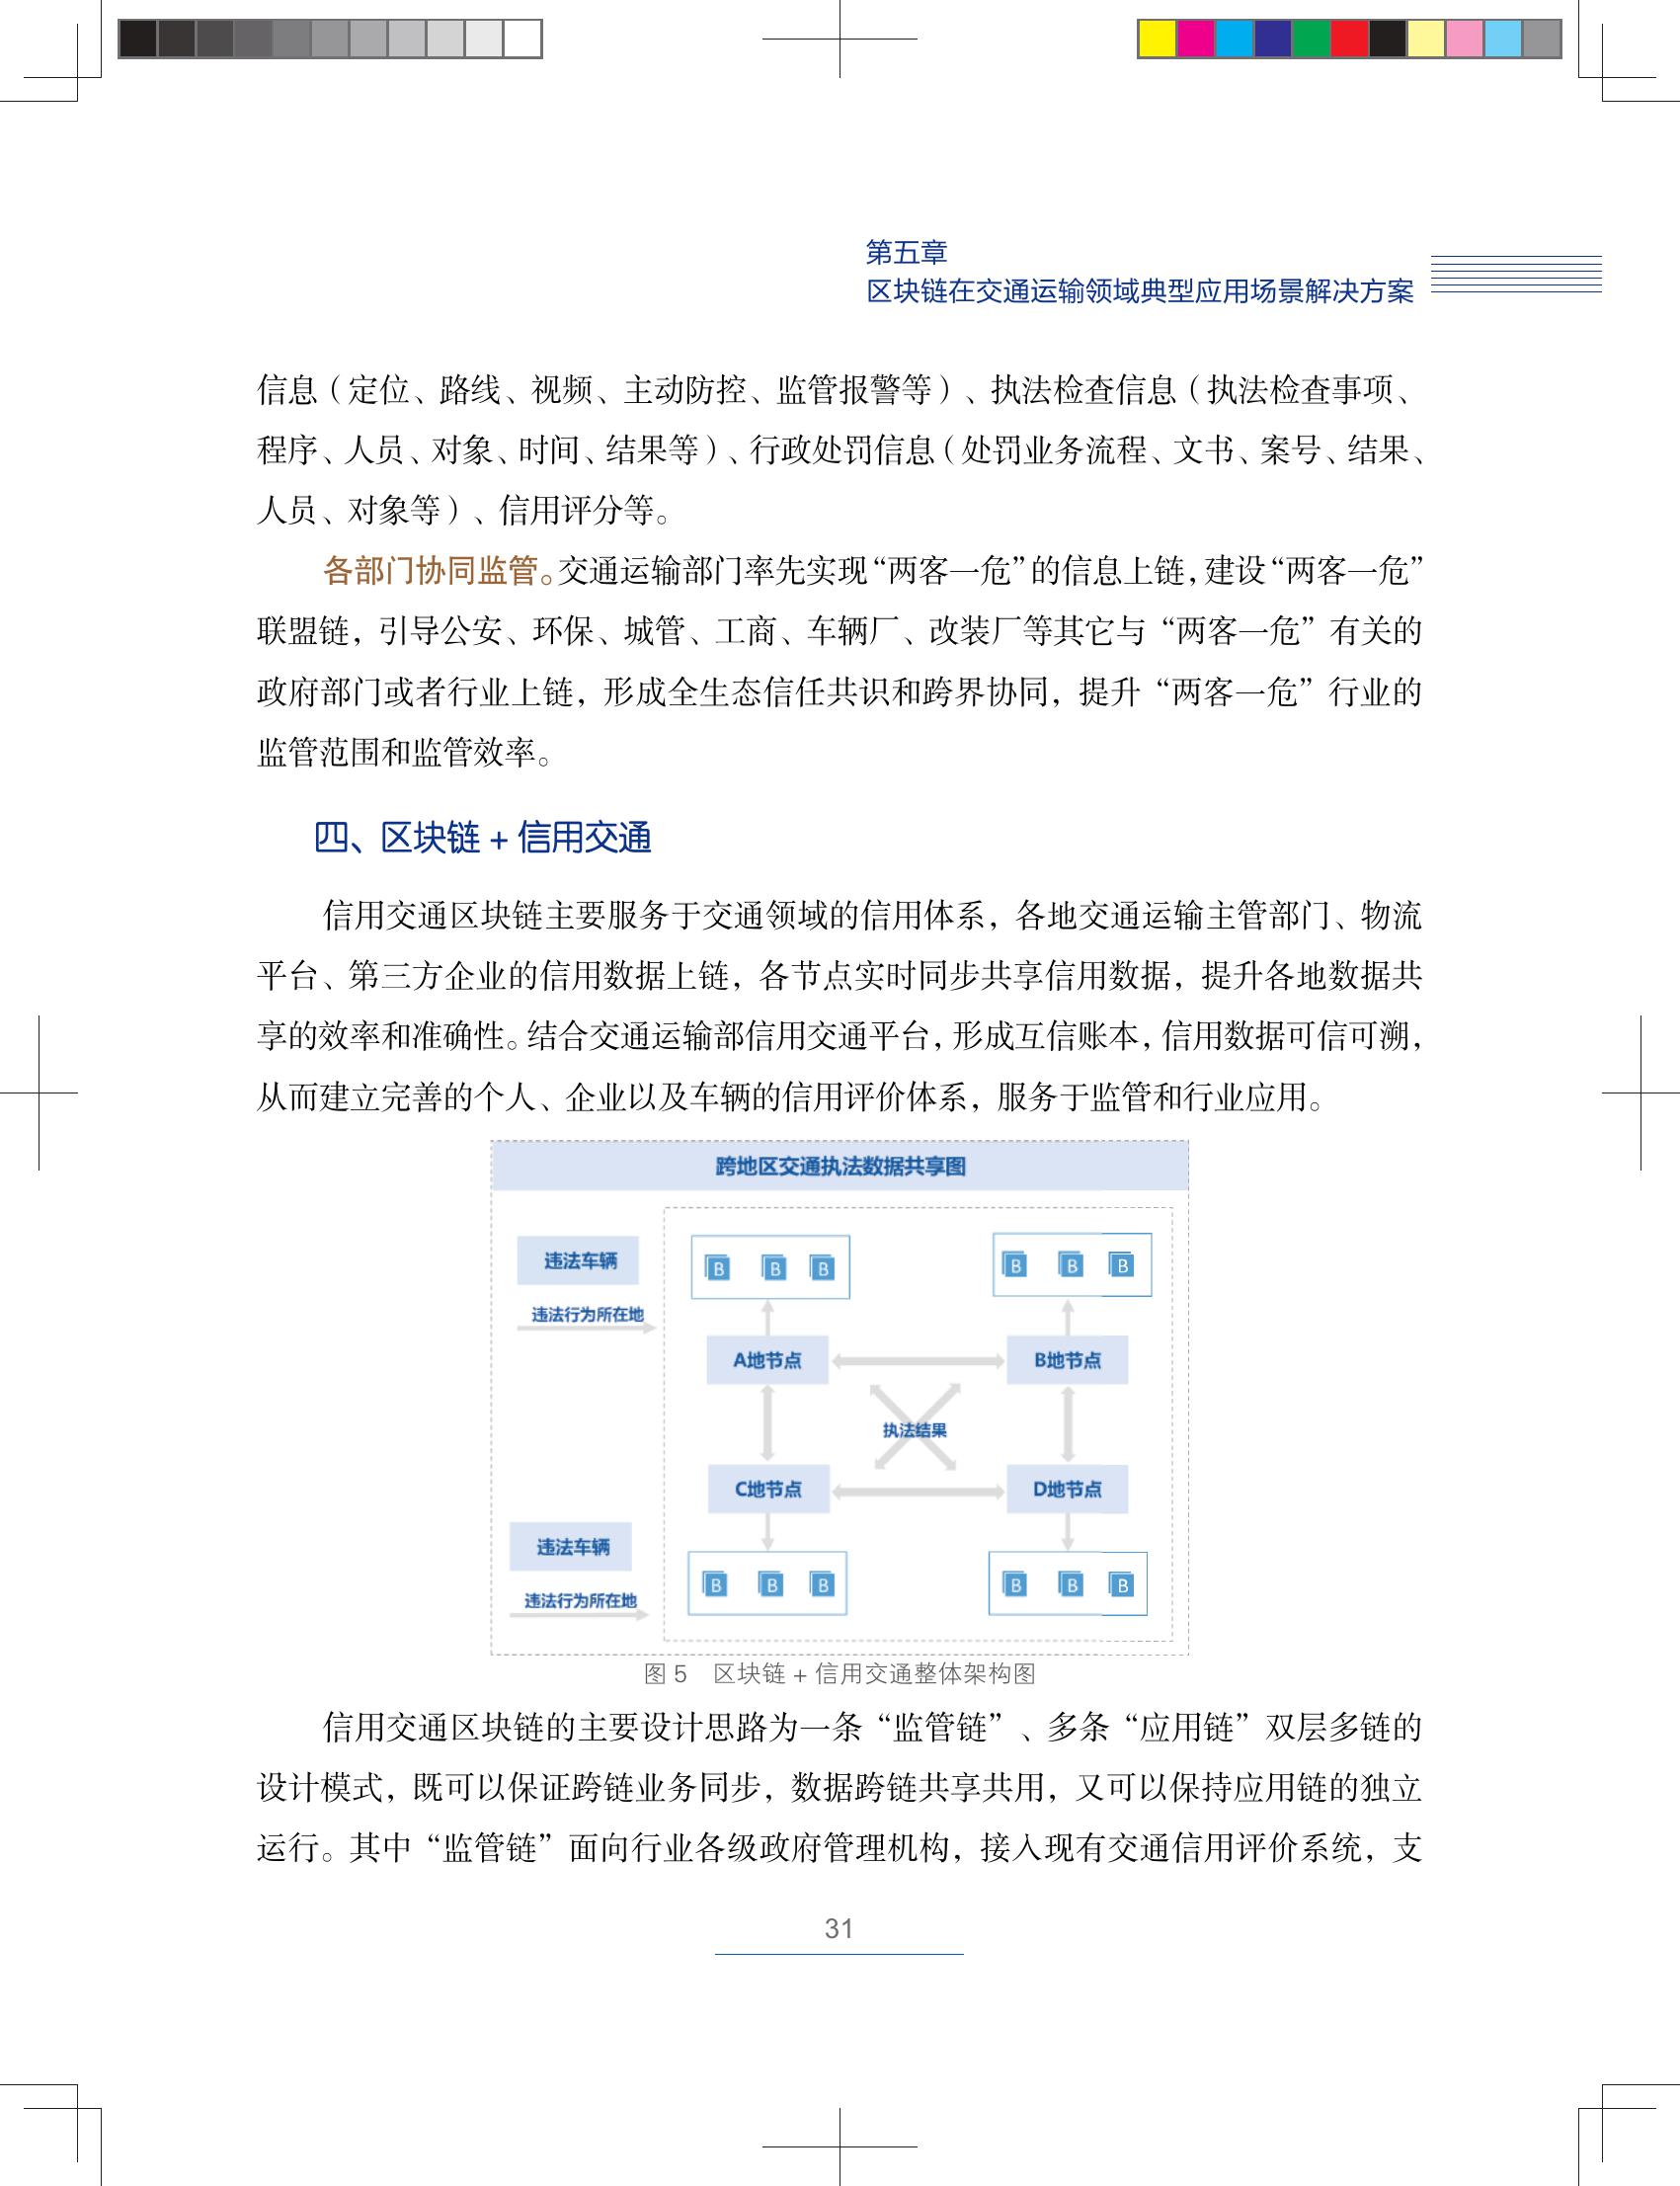 第五章
区块链在交通运输领域典型应用场景解决方案
信息（定位、路线、视频、主动防控、监管报警等）、执法检查信息（执法检查事项、
程序、人员、对象、时间、结果等）、行政处罚信息（处罚业务流程、文书、案号、结果、
人员、对象等）、信用评分等。
各部门协同监管。交通运输部门率先实现“两客一危”的信息上链，建设“两客一危”
联盟链，引导公安、环保、城管、工商、车辆厂、改装厂等其它与“两客一危”有关的
政府部门或者行业上链，形成全生态信任共识和跨界协同，提升“两客一危”行业的
监管范围和监管效率。
四、区块链 + 信用交通
信用交通区块链主要服务于交通领域的信用体系，各地交通运输主管部门、物流
平台、第三方企业的信用数据上链，各节点实时同步共享信用数据，提升各地数据共
享的效率和准确性。结合交通运输部信用交通平台，形成互信账本，信用数据可信可溯，
从而建立完善的个人、企业以及车辆的信用评价体系，服务于监管和行业应用。
跨地区交通执法数据共享图
违法车辆
违法行为所在地
B B B
B B B
A地节点
B地节点
执法结果
C地节点
D地节点
违法车辆
违法行为所在地
B B B
B B B
图 5 区块链 + 信用交通整体架构图
信用交通区块链的主要设计思路为一条“监管链”、多条“应用链”双层多链的
设计模式，既可以保证跨链业务同步，数据跨链共享共用，又可以保持应用链的独立
运行。其中“监管链”面向行业各级政府管理机构，接入现有交通信用评价系统，支
31